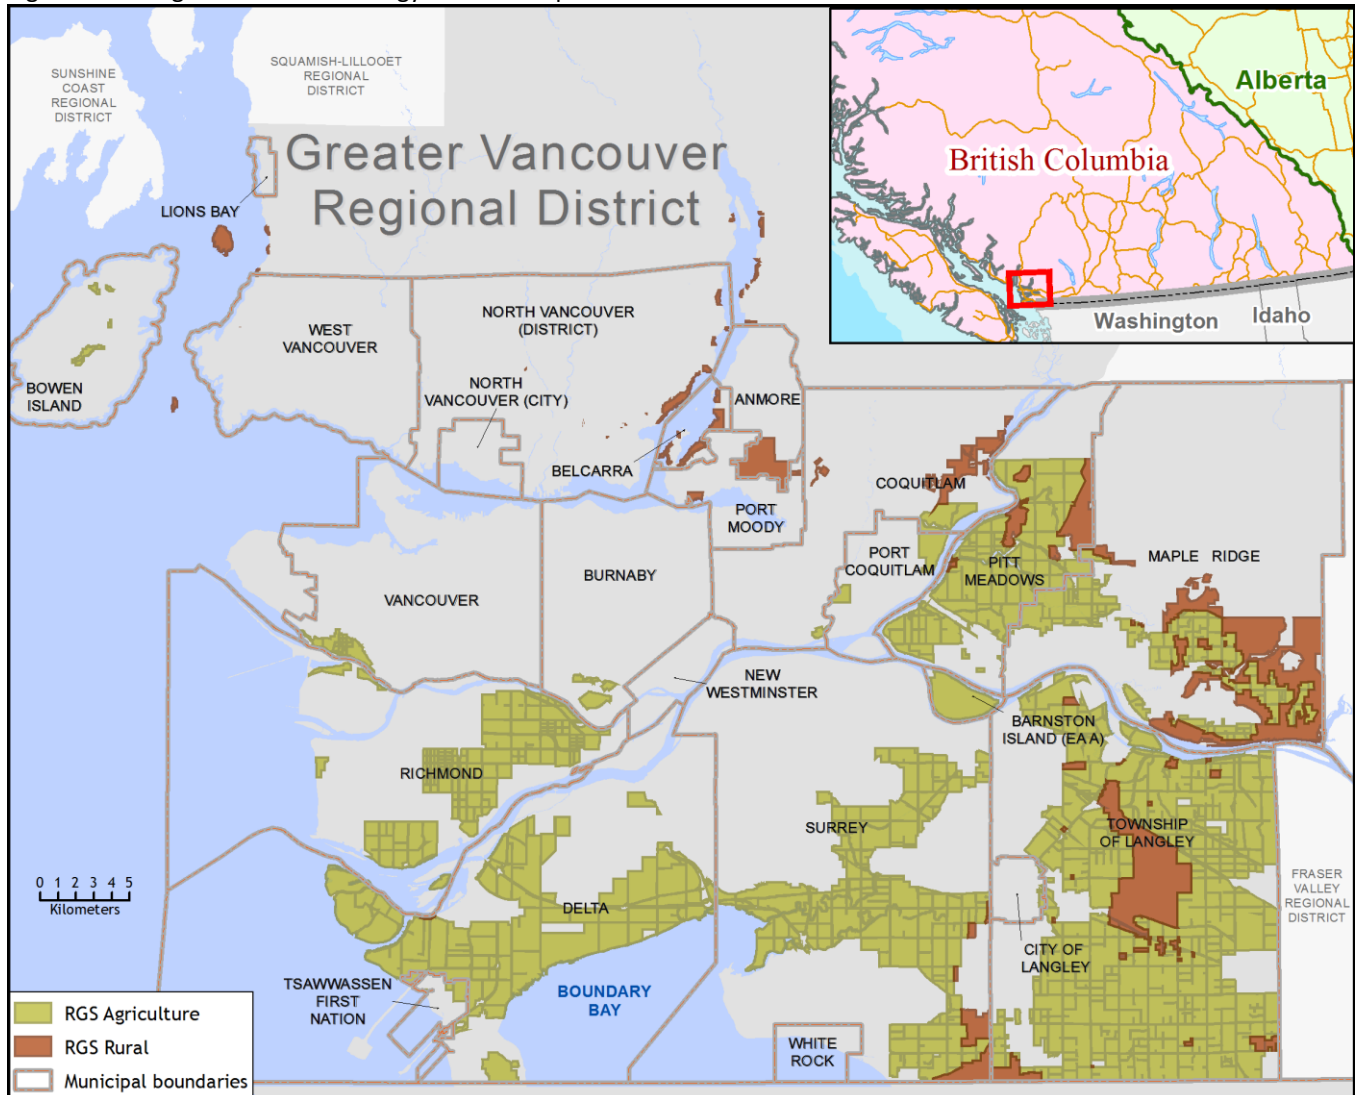 SUNSHINE
COAST
REGIONAL
DISTRICT
SQUAMISH-LILLOOET
REGIONAL
DISTRICT
Greater Vancouver
Regional District
Alberta
British Columbia
Washington
Idaho
LIONS BAY
BOWEN
ISLAND
WEST
VANCOUVER
NORTH VANCOUVER
(DISTRICT)
NORTH
VANCOUVER (CITY)
ANMORE
BELCARRA
PORT
MOODY
COQUITLAM
PORT
COQUITLAM
PITT
MEADOWS
MAPLE RIDGE
BURNABY
VANCOUVER
NEW
WESTMINSTER
BARNSTON
ISLAND (EA A)
RICHMOND
SURREY
TOWNSHIP
OF LANGLEY
FRASER
VALLEY
REGIONAL
DISTRICT
0 1 2 3 4 5
Kilometers
DELTA
CITY OF
LANGLEY
TSAWWASSEN
FIRST
NATION
BOUNDARY
BAY
WHITE
ROCK
RGS Agriculture
RGS Rural
Municipal boundaries